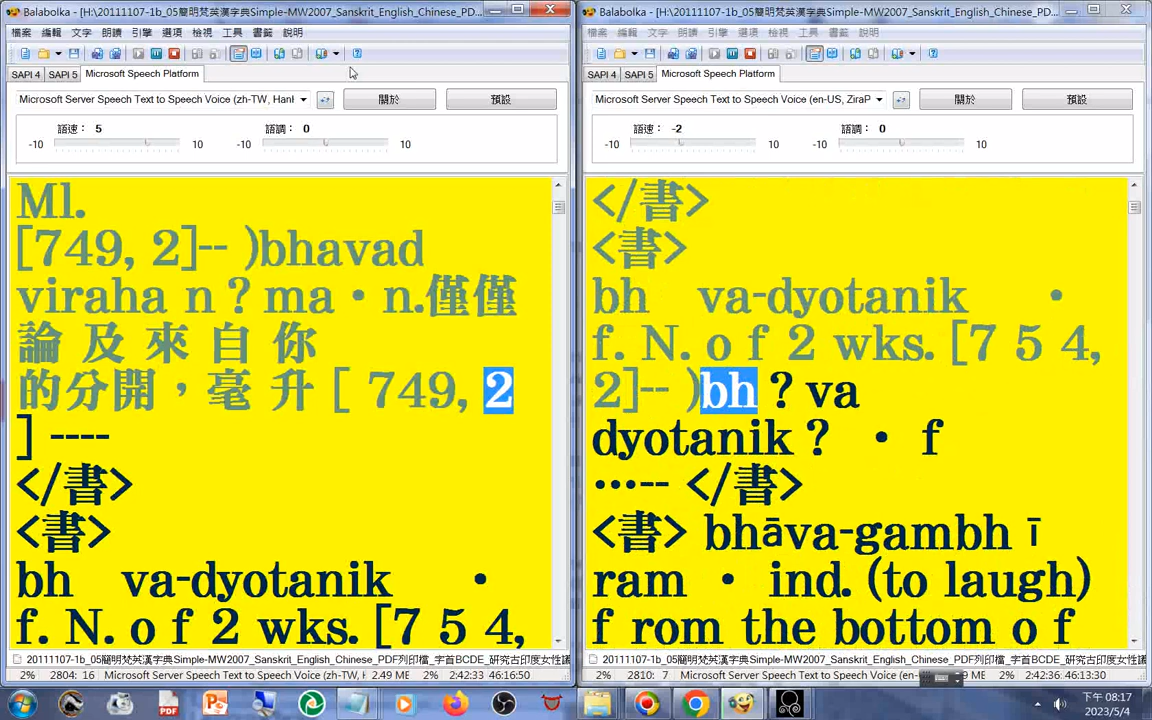 Balabolka - [H:\20111107-1b_05簡明梵英漢字典Simple-MW2007_Sanskrit_English_Chinese_PD...
檔案 編輯 文字 朗讀 引擎 選項 檢視 工具 書籤 說明
SAPI 4 SAPI 5 Microsoft Speech Platform
Microsoft Server Speech Text to Speech Voice (zh-TW, HanI
關於 預設
語速： 5 語調： 0
-10 10 -10 10
Ml.
[749, 2]-- )bhavad
viraha n？ma・n.僅僅
論 及 來 自 你
的分開，毫 升 [ 749, 2
] ----
</書>
<書>
bh va-dyotanik ・
f. N. o f 2 wks. [7 5 4,
20111107-1b_05簡明梵英漢字典Simple-MW2007_Sanskrit_English_Chinese_PDF列印檔_字首BCDE_研究古印度女性議
2% 2804: 16 Microsoft Server Speech Text to Speech Voice (zh-TW, H 2.49 ME 2% 2:42:33 46:16:50
Balabolka - [H:\20111107-1b_05簡明梵英漢字典Simple-MW2007_Sanskrit_English_Chinese_PD...
檔案 編輯 文字 朗讀 引擎 選項 檢視 工具 書籤 說明
SAPI 4 SAPI 5 Microsoft Speech Platform
Microsoft Server Speech Text to Speech Voice (en-US, ZiraP
關於 預設
語速： -2 語調： 0
-10 10 -10 10
</書>
<書>
bh va-dyotanik ・
f. N. o f 2 wks. [7 5 4,
2]-- )bh ？va
dyotanik？ ・ f
…-- </書>
<書> bhāva-gambh ī
ram ・ ind. (to laugh)
f rom the bottom o f
20111107-1b_05簡明梵英漢字典Simple-MW2007_Sanskrit_English_Chinese_PDF列印檔_字首BCDE_研究古印度女性議
2% 2810: 7 Microsoft Server Speech Text to Speech Voice (en-US, ME 2% 2:42:36 46:13:30
PDF
下午 08:17
2023/5/4